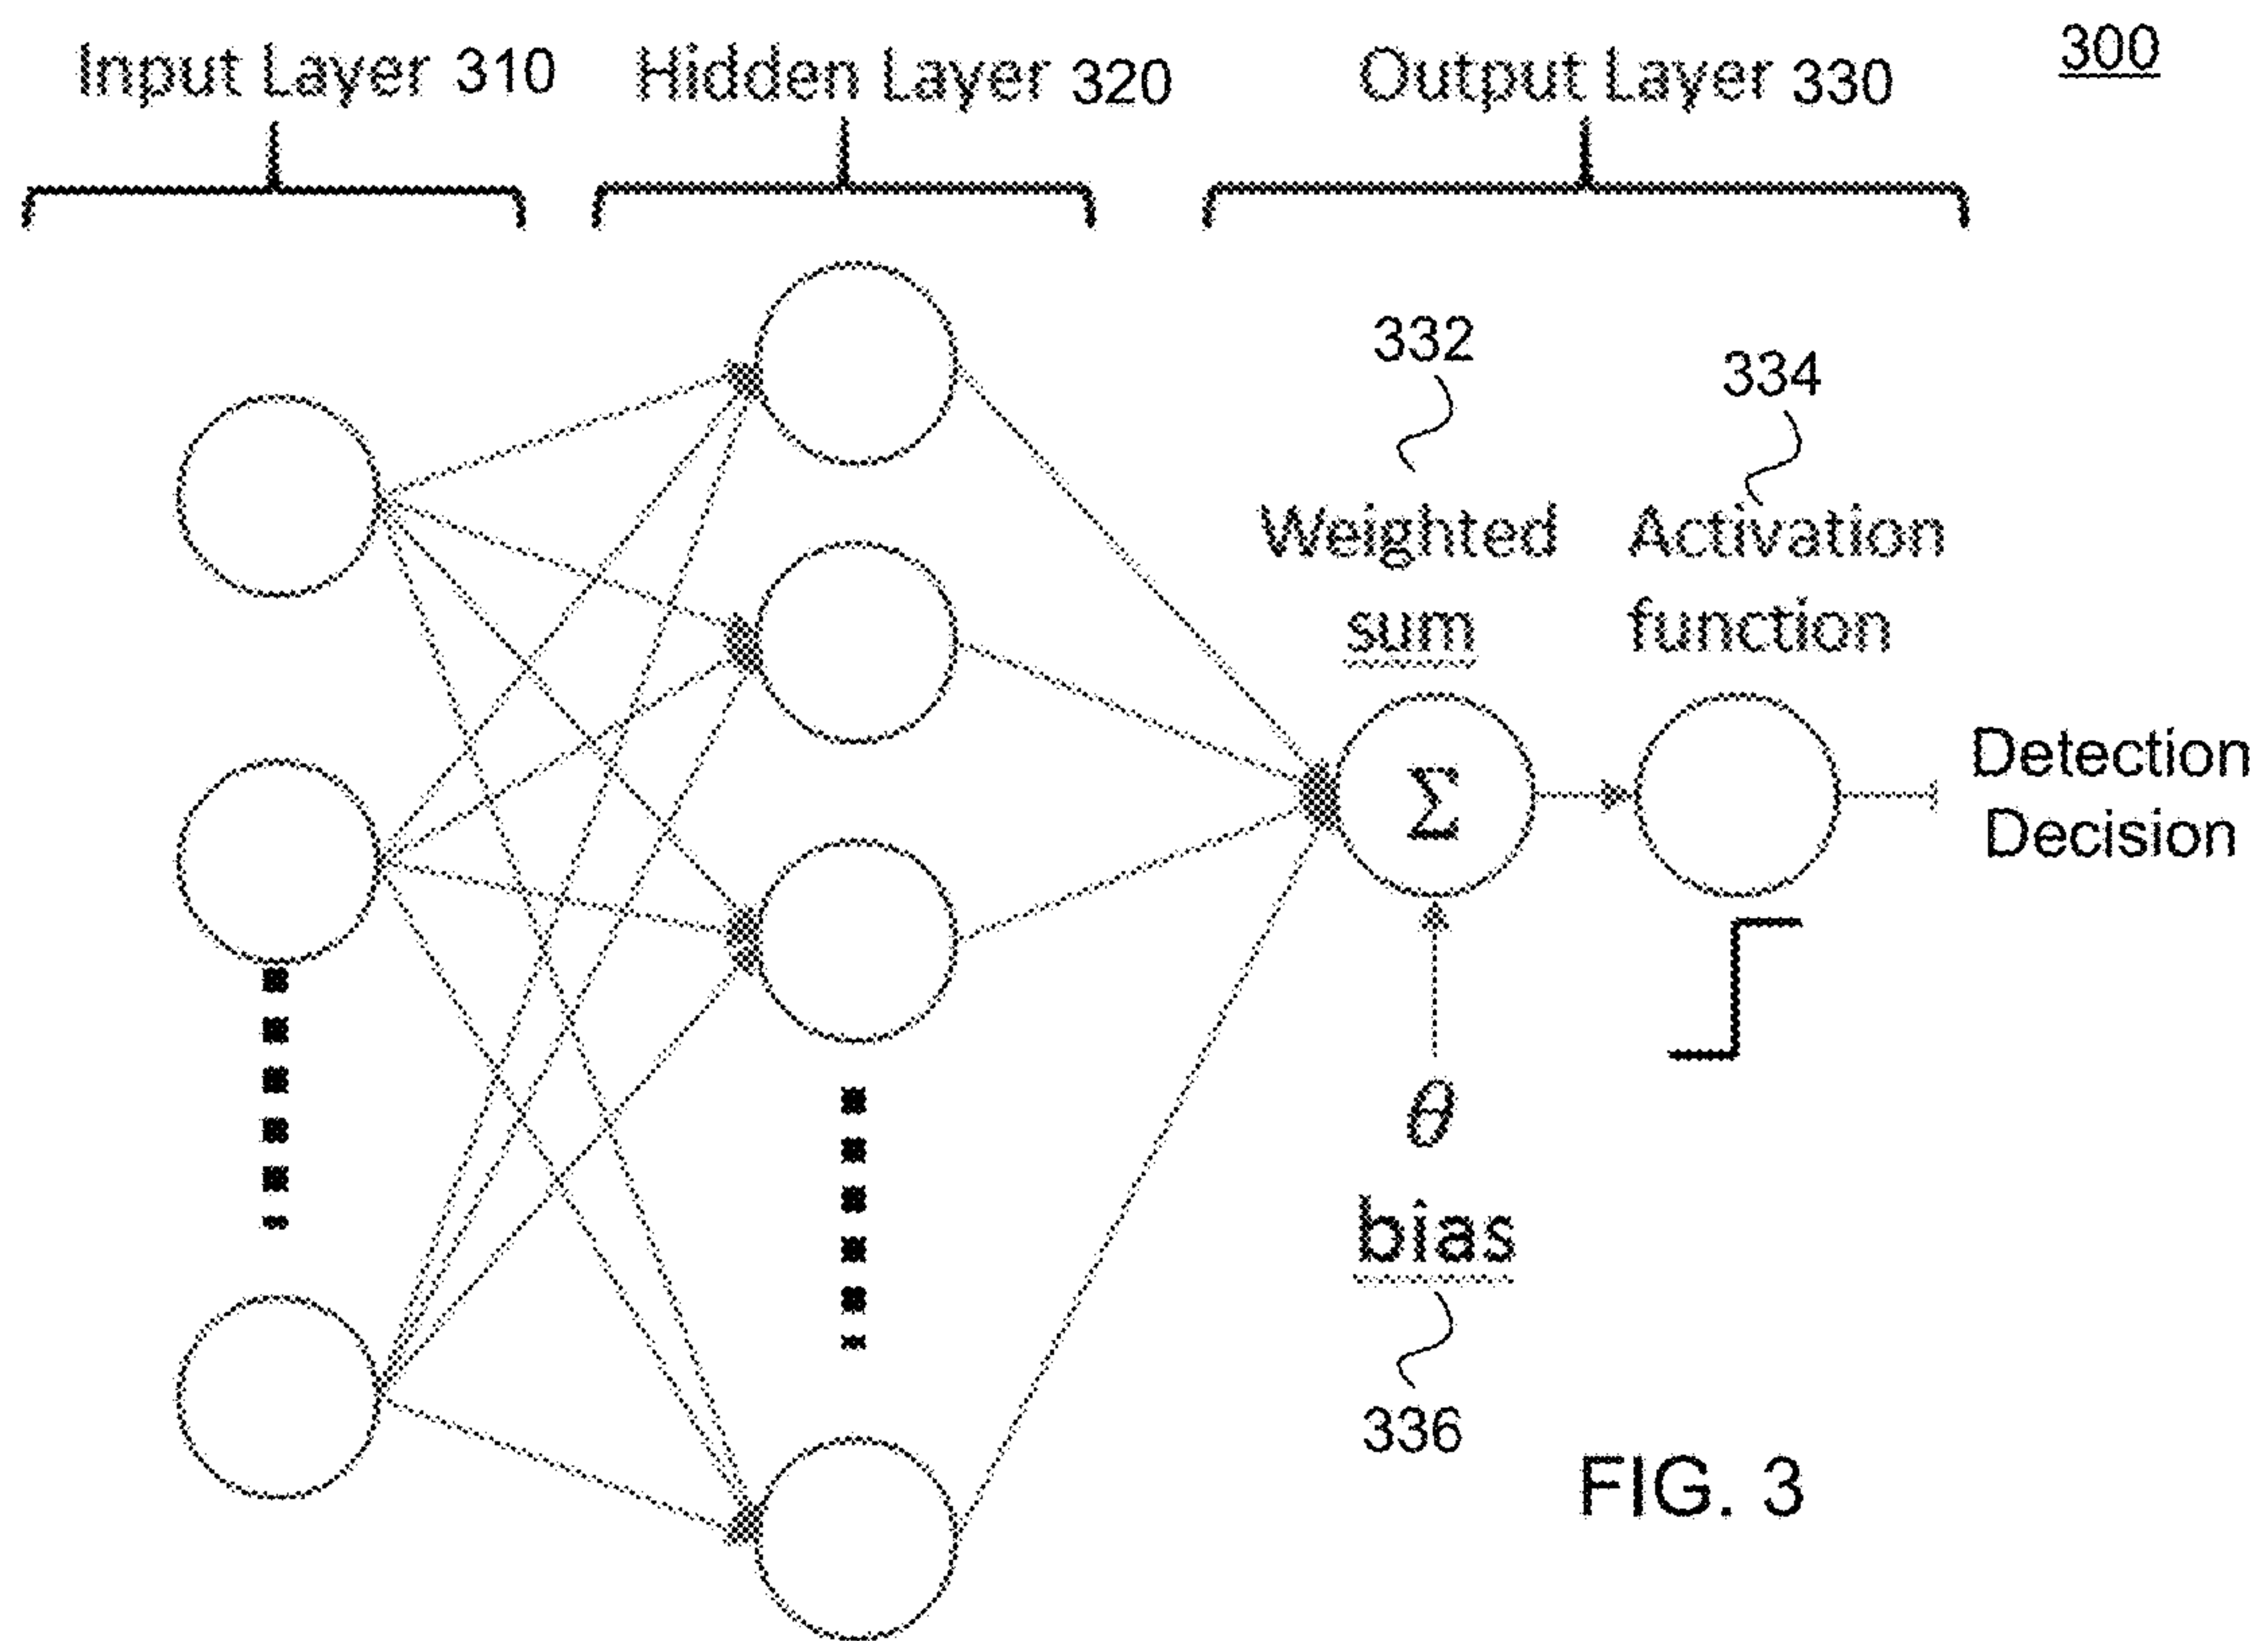 300
Input Layer 310
Hidden Layer 320
Output Layer 330
332
334
Weighted
sum
Activation
function
Σ
Detection
Decision
θ
bias
336
FIG. 3